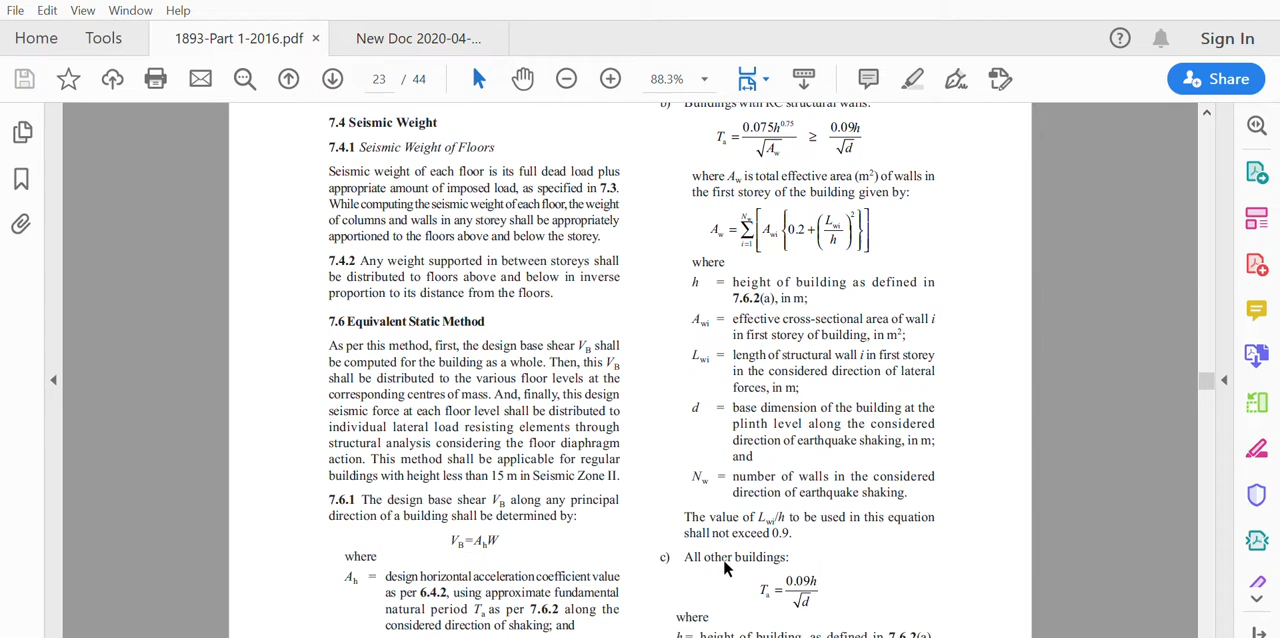 File Edit View Window Help
Home Tools 1893-Part 1-2016.pdf × New Doc 2020-04-... Sign In
23 / 44 88.3% Share
7.4 Seismic Weight
7.4.1 Seismic Weight of Floors
Seismic weight of each floor is its full dead load plus
appropriate amount of imposed load, as specified in 7.3.
While computing the seismic weight of each floor, the weight
of columns and walls in any storey shall be appropriately
apportioned to the floors above and below the storey.
7.4.2 Any weight supported in between storeys shall
be distributed to floors above and below in inverse
proportion to its distance from the floors.
7.6 Equivalent Static Method
As per this method, first, the design base shear V_B shall
be computed for the building as a whole. Then, this V_B
shall be distributed to the various floor levels at the
corresponding centres of mass. And, finally, this design
seismic force at each floor level shall be distributed to
individual lateral load resisting elements through
structural analysis considering the floor diaphragm
action. This method shall be applicable for regular
buildings with height less than 15 m in Seismic Zone II.
7.6.1 The design base shear V_B along any principal
direction of a building shall be determined by:
V_B = A_h W
where
A_h = design horizontal acceleration coefficient value
as per 6.4.2, using approximate fundamental
natural period T_a as per 7.6.2 along the
considered direction of shaking; and
b) Buildings with RC structural walls:
T_a = 0.075h^0.75 / √A_w ≥ 0.09h / √d
where A_w is total effective area (m²) of walls in
the first storey of the building given by:
A_w = ∑_{i=1}^{N_w} [ A_wi { 0.2 + ( L_wi / h )² } ]
where
h = height of building as defined in
7.6.2(a), in m;
A_wi = effective cross-sectional area of wall i
in first storey of building, in m²;
L_wi = length of structural wall i in first storey
in the considered direction of lateral
forces, in m;
d = base dimension of the building at the
plinth level along the considered
direction of earthquake shaking, in m;
and
N_w = number of walls in the considered
direction of earthquake shaking.
The value of L_wi/h to be used in this equation
shall not exceed 0.9.
c) All other buildings:
T_a = 0.09h / √d
where
h = height of building, as defined in 7.6.2(a),